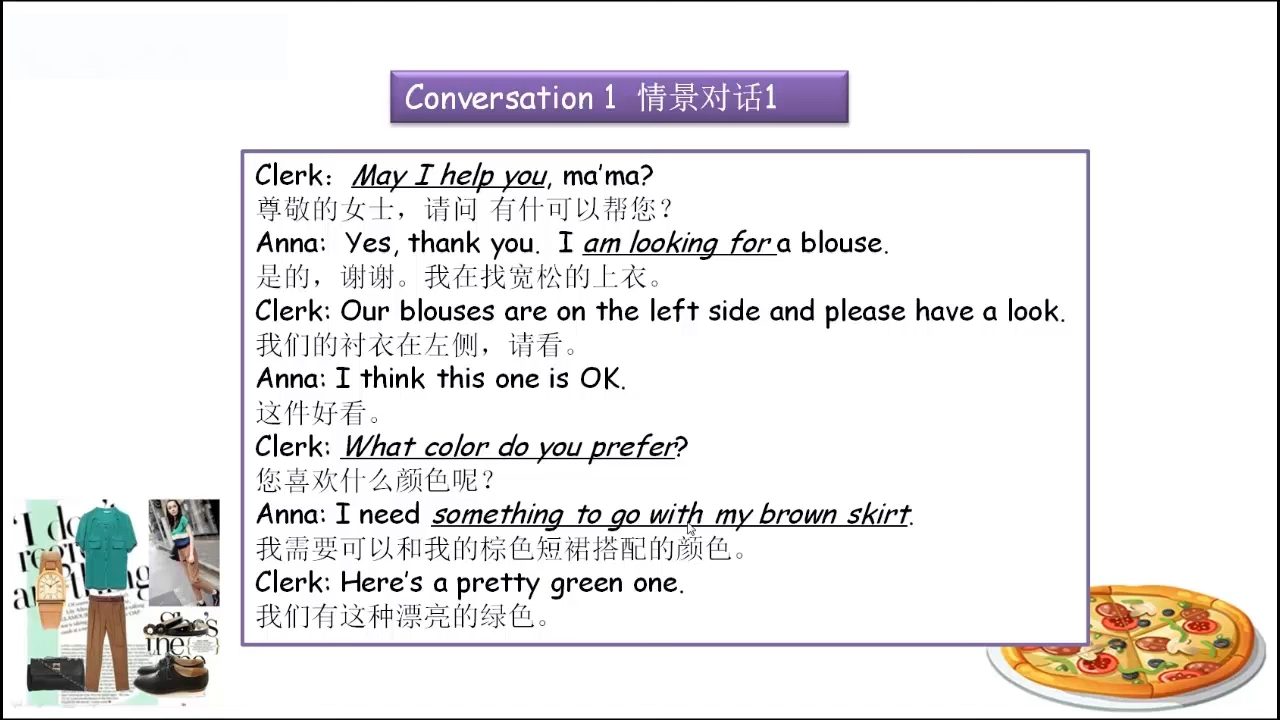 Conversation 1 情景对话1
Clerk： May I help you, ma'ma?
尊敬的女士，请问 有什可以帮您？
Anna: Yes, thank you. I am looking for a blouse.
是的，谢谢。我在找宽松的上衣。
Clerk: Our blouses are on the left side and please have a look.
我们的衬衣在左侧，请看。
Anna: I think this one is OK.
这件好看。
Clerk: What color do you prefer?
您喜欢什么颜色呢？
Anna: I need something to go with my brown skirt.
我需要可以和我的棕色短裙搭配的颜色。
Clerk: Here's a pretty green one.
我们有这种漂亮的绿色。